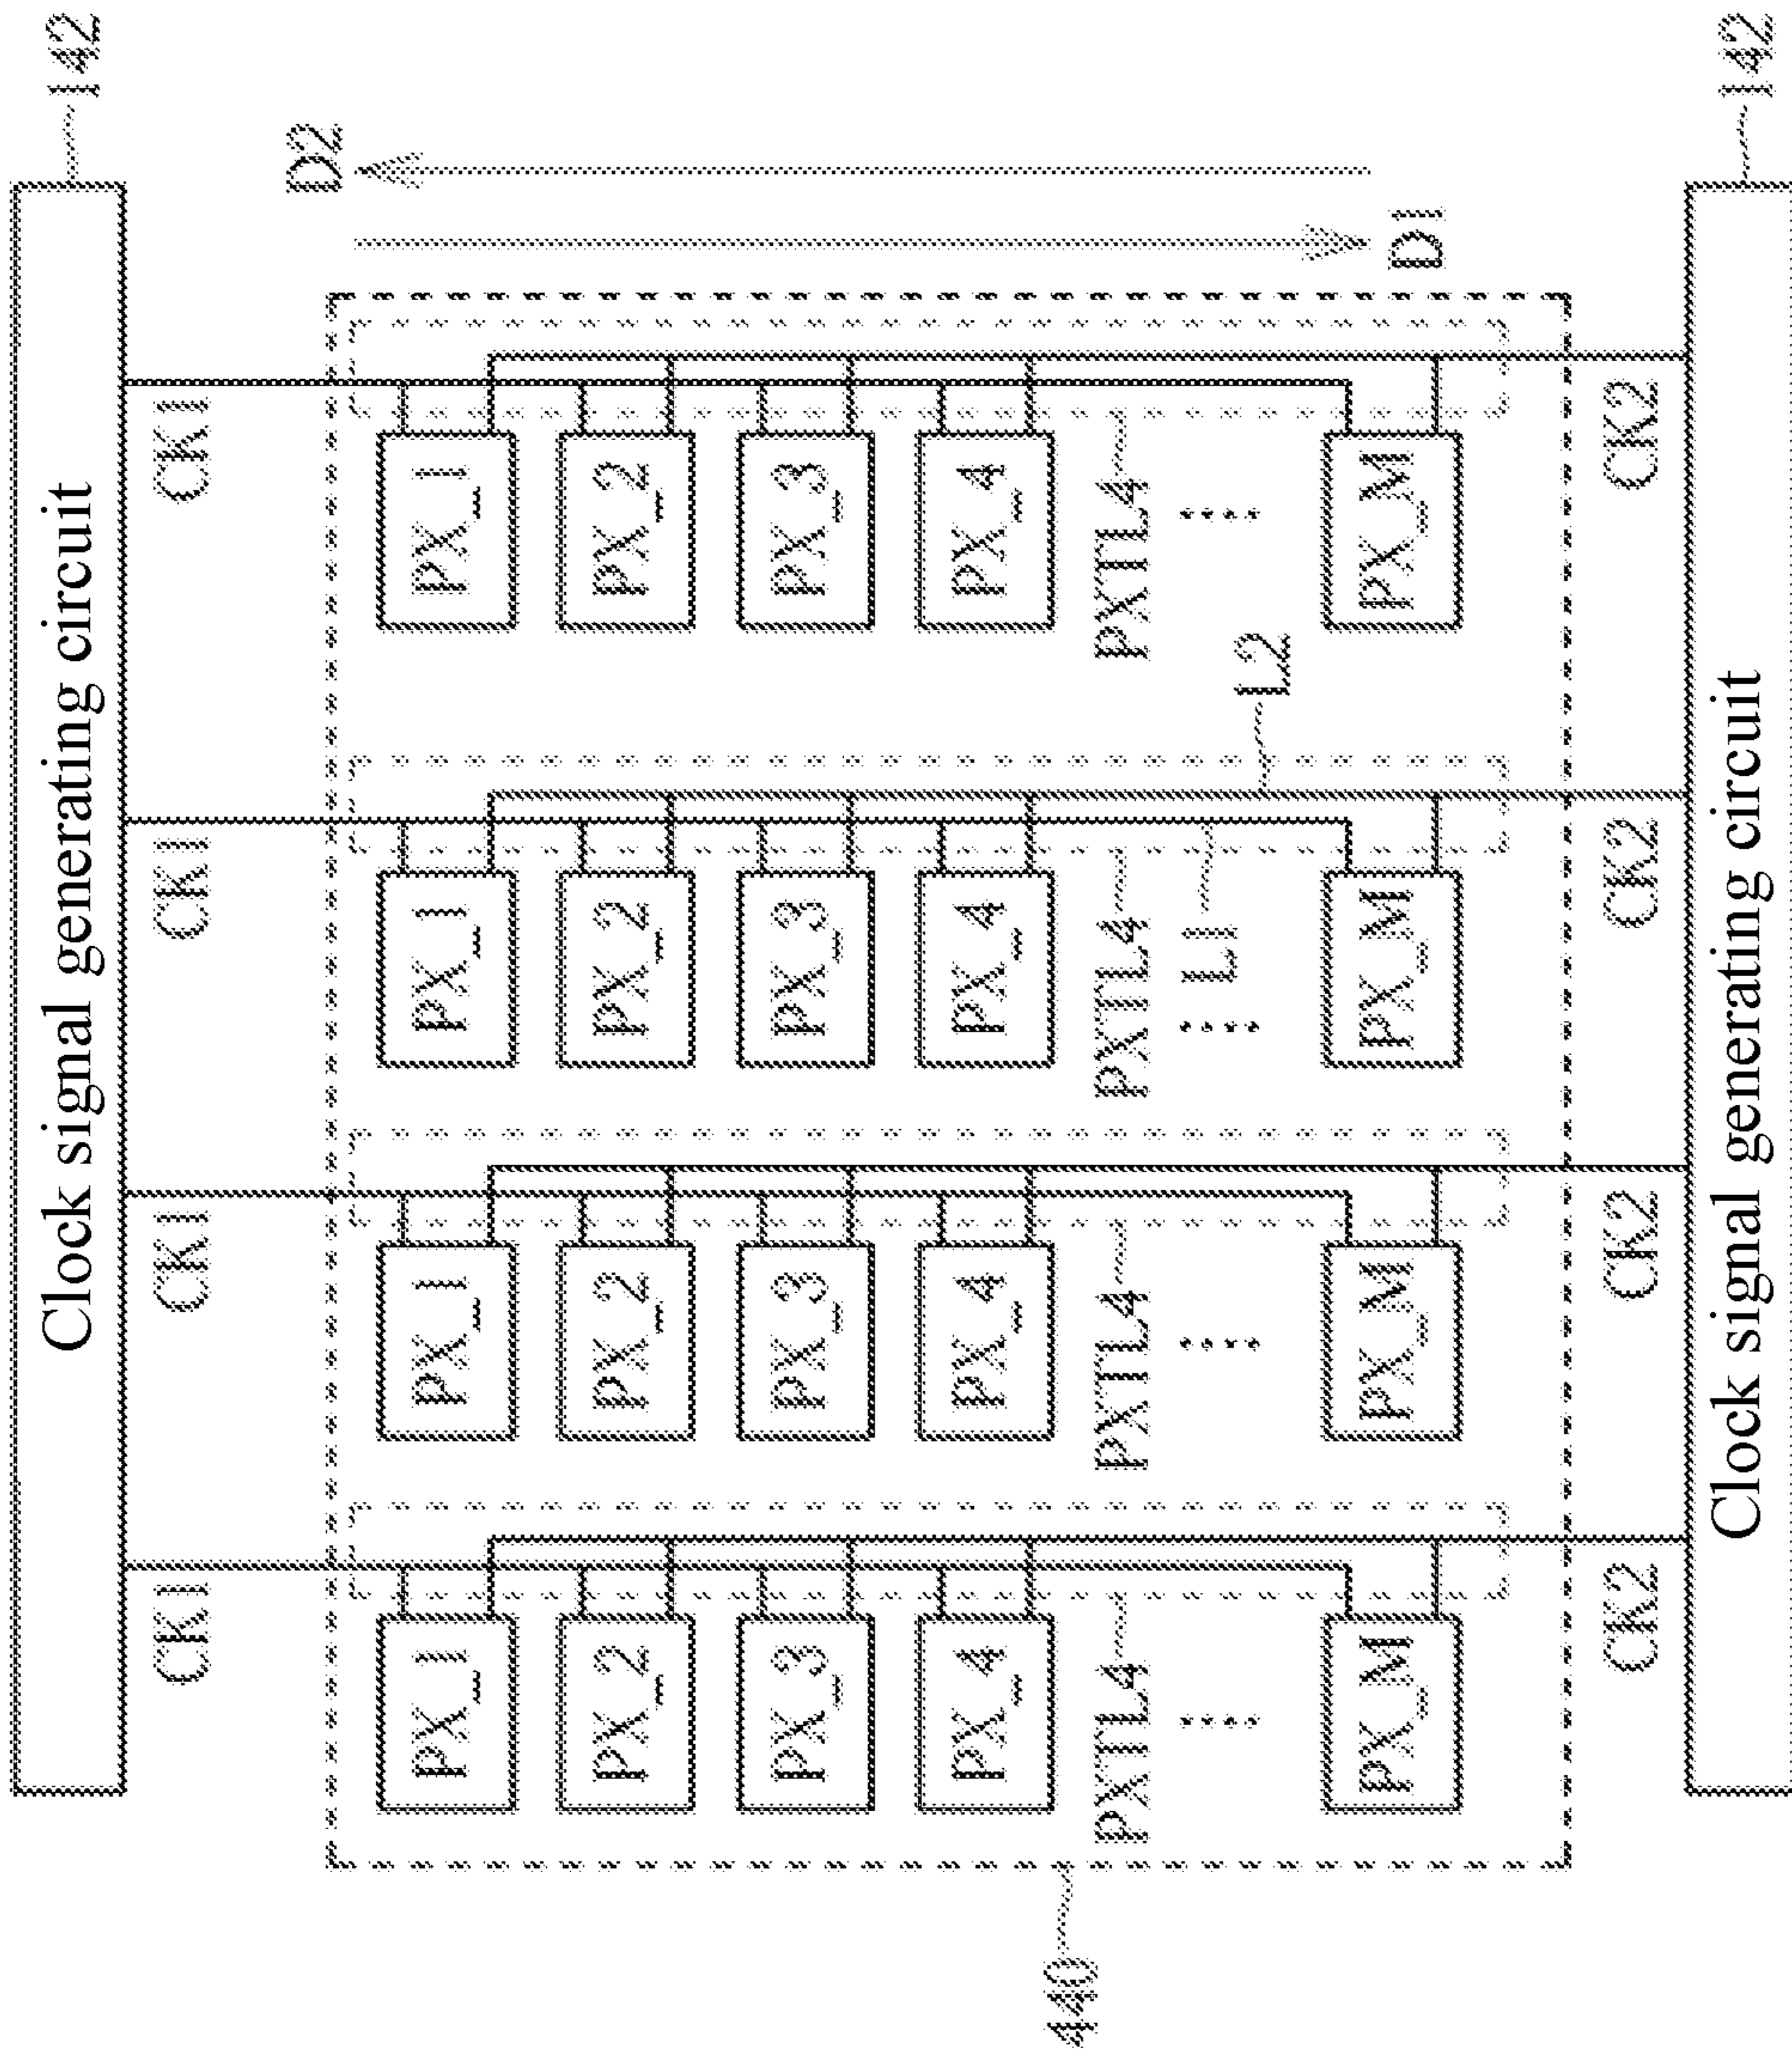 142
Clock signal generating circuit
D2
D1
CK1
CK1
CK1
CK1
PX_1
PX_1
PX_1
PX_1
PX_2
PX_2
PX_2
PX_2
PX_3
PX_3
PX_3
PX_3
PX_4
PX_4
PX_4
PX_4
440
PXTL4
PXTL4
PXTL4
PXTL4
L1
L2
PX_M
PX_M
PX_M
PX_M
CK2
CK2
CK2
CK2
Clock signal generating circuit
142